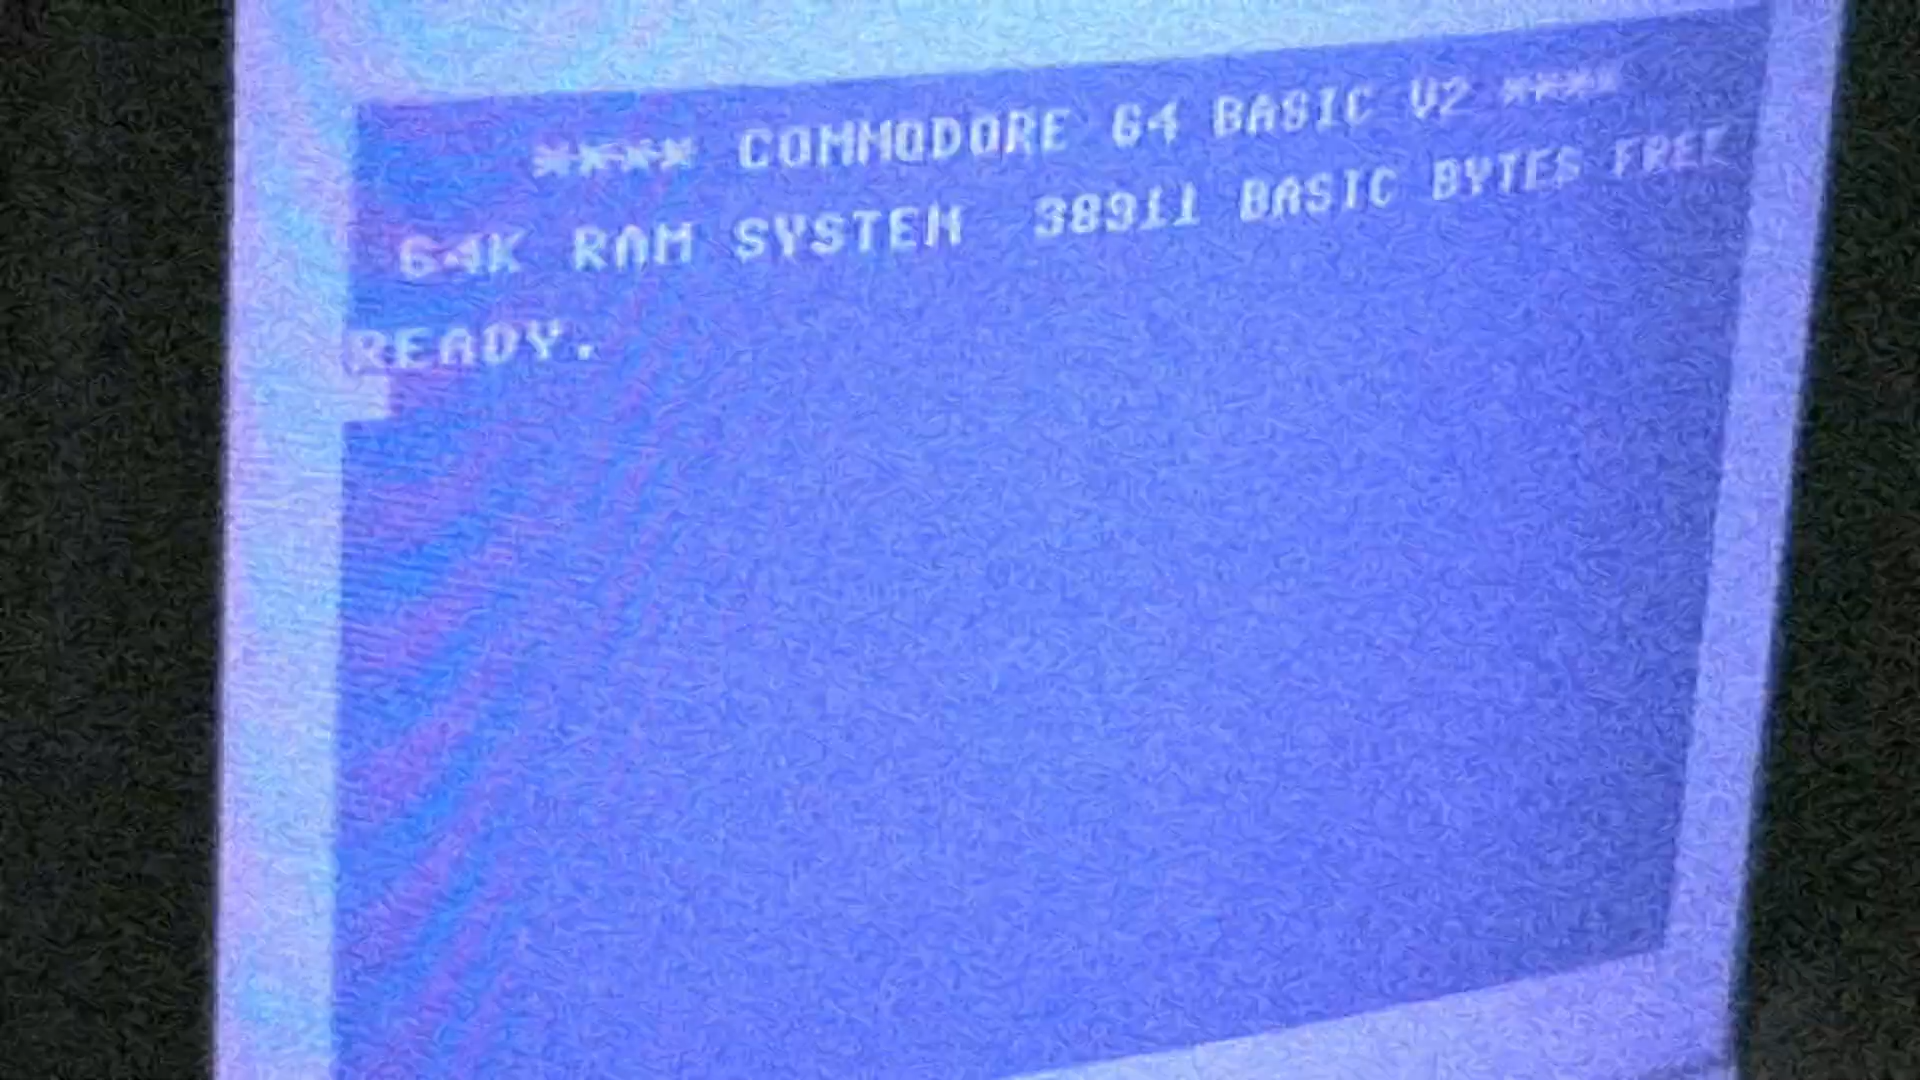 **** COMMODORE 64 BASIC V2 ****
64K RAM SYSTEM 38911 BASIC BYTES FREE
READY.